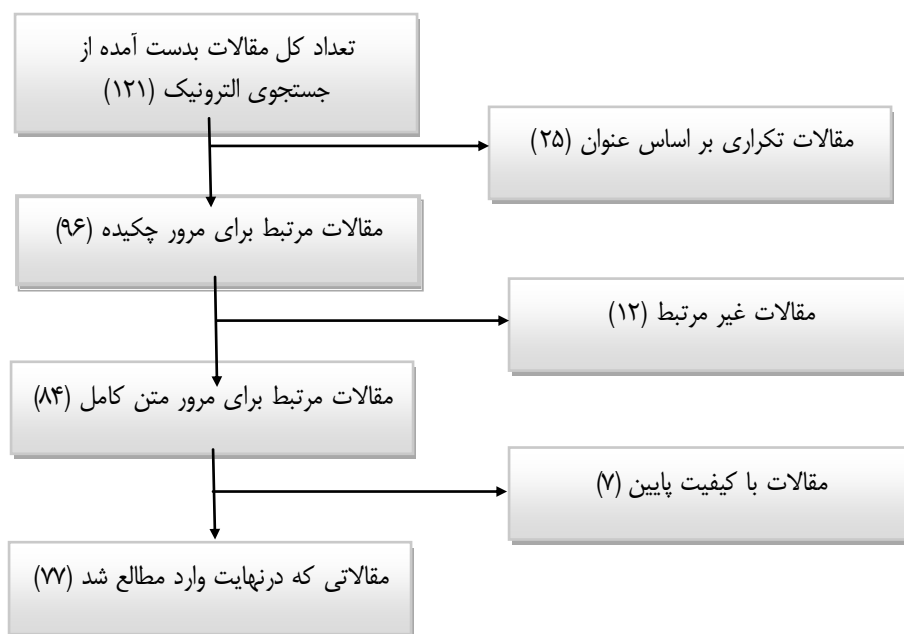 تعداد کل مقالات بدست آمده از
جستجوی الترونیک (۱۲۱)
مقالات تکراری بر اساس عنوان (۲۵)
مقالات مرتبط برای مرور چکیده (۹۶)
مقالات غیر مرتبط (۱۲)
مقالات مرتبط برای مرور متن کامل (۸۴)
مقالات با کیفیت پایین (۷)
مقالاتی که درنهایت وارد مطالع شد (۷۷)